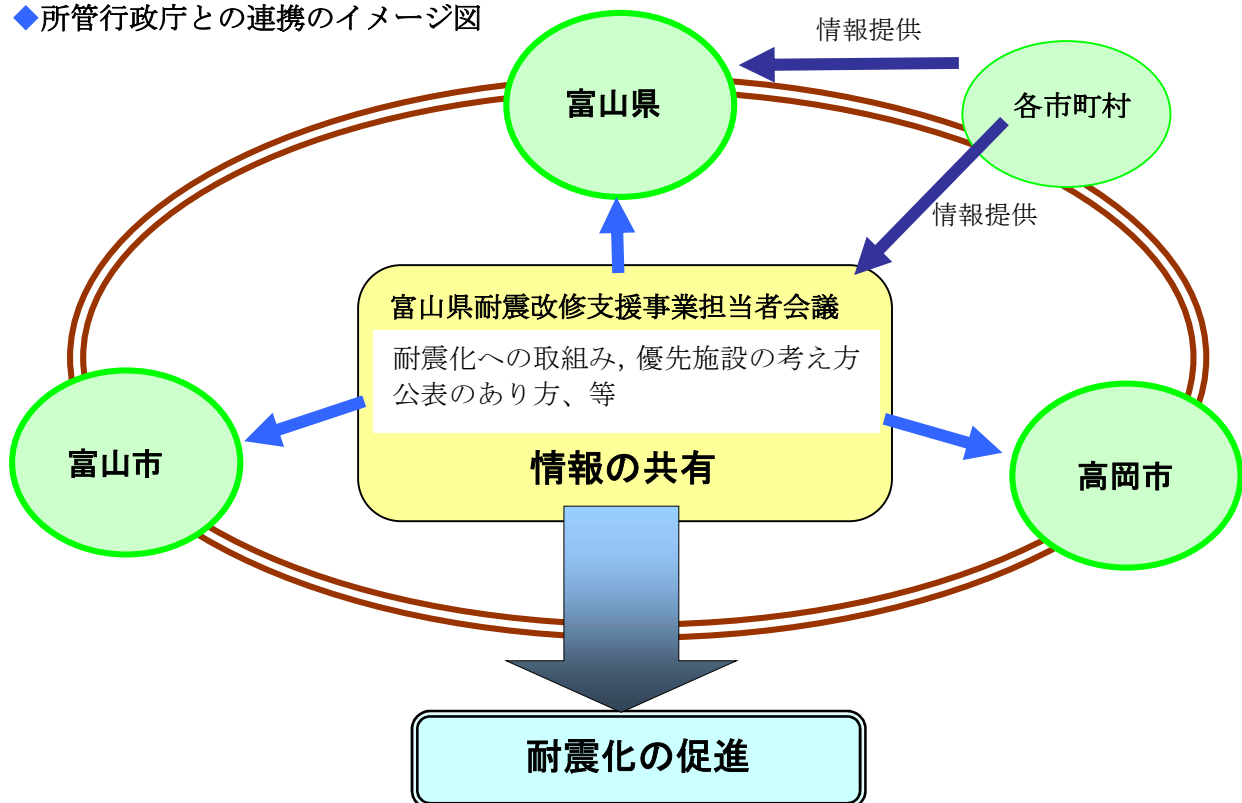 ◆所管行政庁との連携のイメージ図
情報提供
富山県
各市町村
情報提供
富山県耐震改修支援事業担当者会議
耐震化への取組み,優先施設の考え方
公表のあり方、等
情報の共有
富山市
高岡市
耐震化の促進